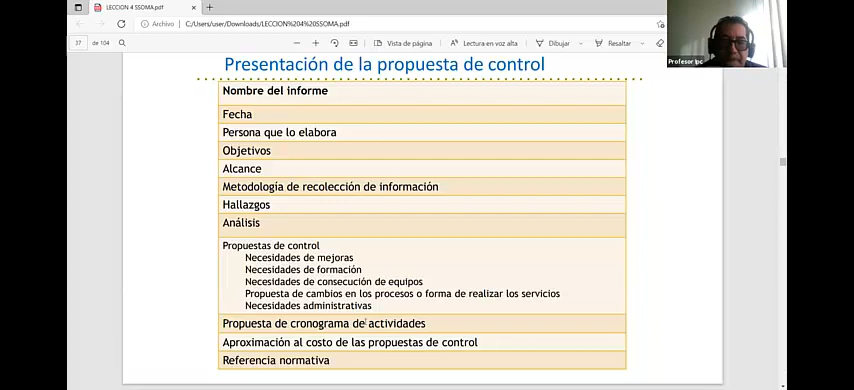 LECCION 4 SSOMA.pdf
Archivo
C:/Users/user/Downloads/LECCION%204%20SSOMA.pdf
37
de 104
Vista de página
Lectura en voz alta
Dibujar
Resaltar
Profesor Ipc
Presentación de la propuesta de control
Nombre del informe
Fecha
Persona que lo elabora
Objetivos
Alcance
Metodología de recolección de información
Hallazgos
Análisis
Propuestas de control
Necesidades de mejoras
Necesidades de formación
Necesidades de consecución de equipos
Propuesta de cambios en los procesos o forma de realizar los servicios
Necesidades administrativas
Propuesta de cronograma de actividades
Aproximación al costo de las propuestas de control
Referencia normativa